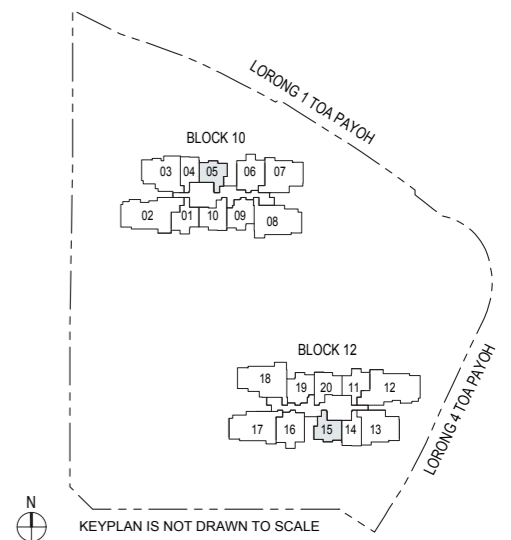 LORONG 1 TOA PAYOH
BLOCK 10
03 04 05 06 07
02 01 10 09 08
BLOCK 12
18 19 20 11 12
17 16 15 14 13
LORONG 4 TOA PAYOH
N
KEYPLAN IS NOT DRAWN TO SCALE